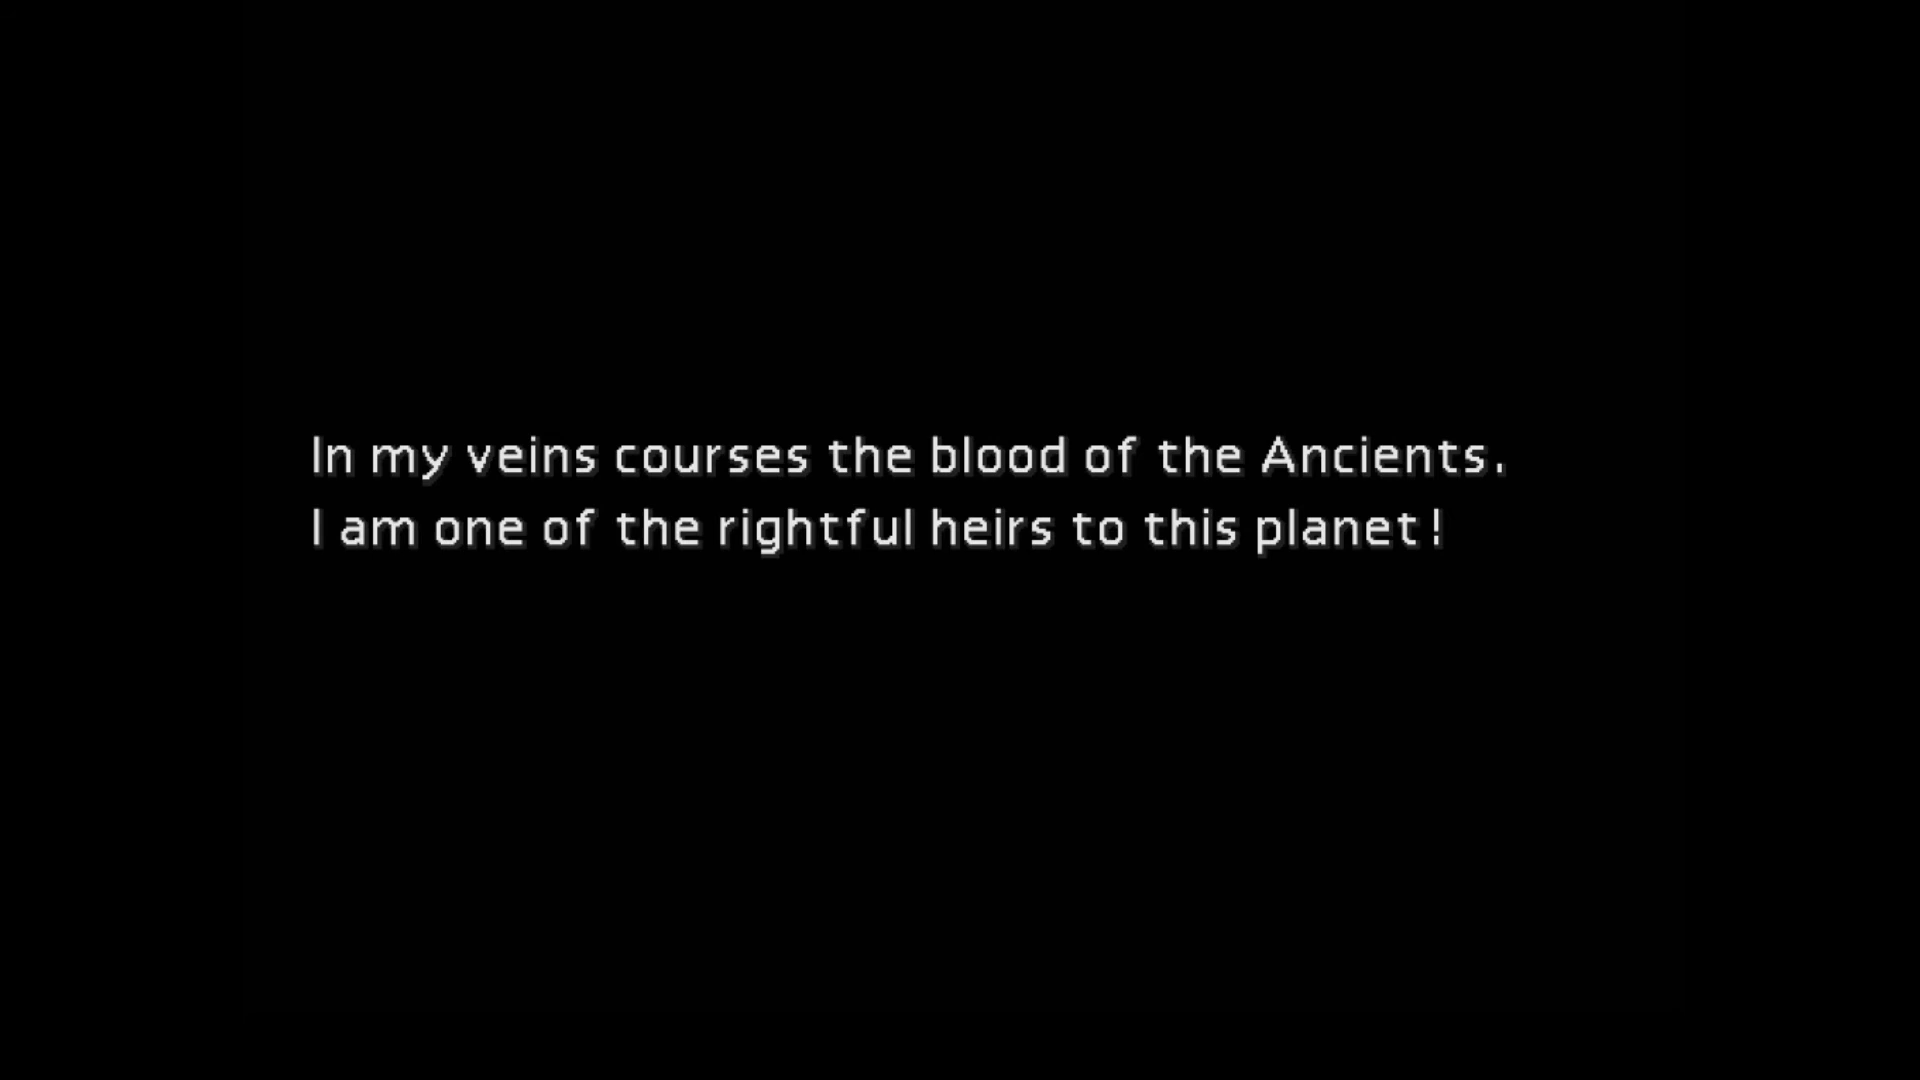 In my veins courses the blood of the Ancients.
I am one of the rightful heirs to this planet!